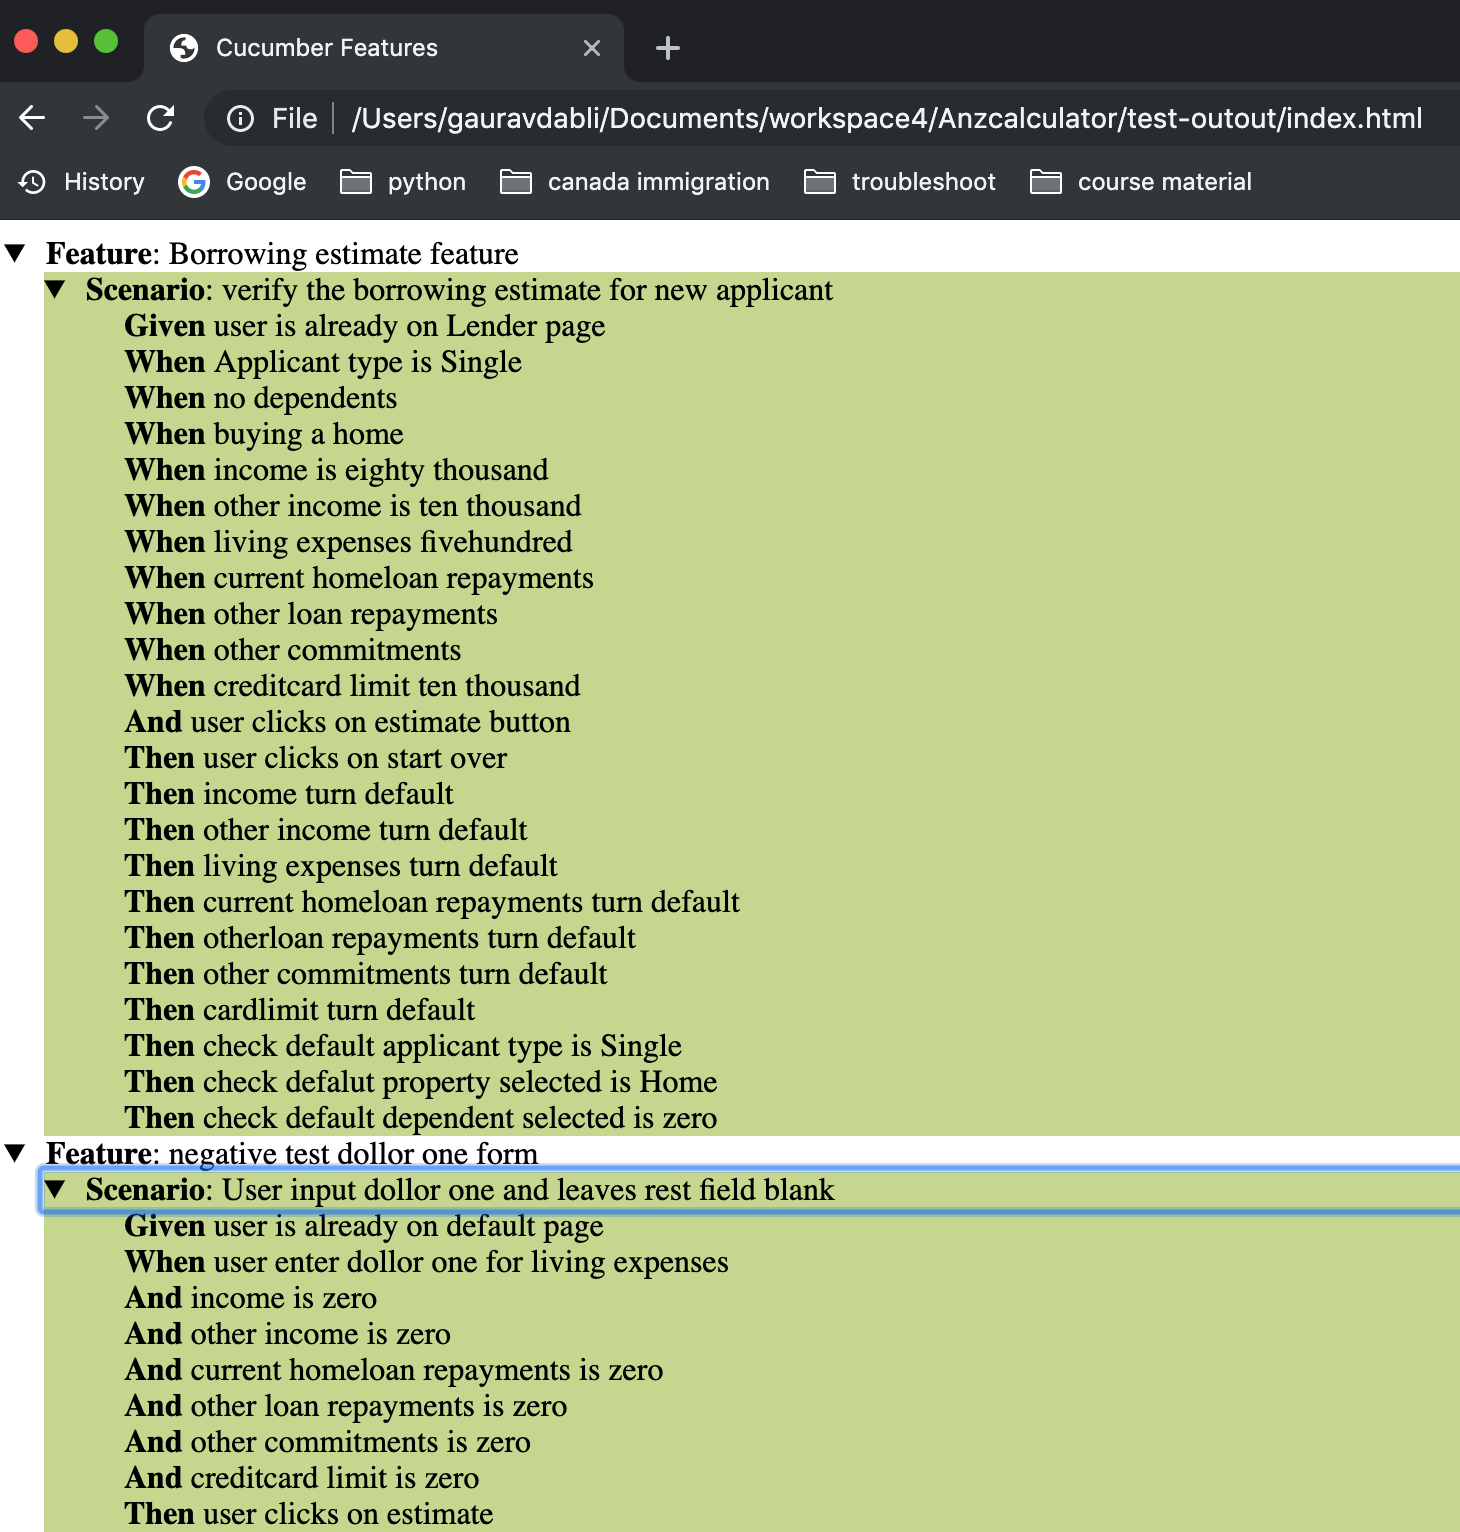 Cucumber Features
File /Users/gauravdabli/Documents/workspace4/Anzcalculator/test-outout/index.html
History Google python canada immigration troubleshoot course material
Feature: Borrowing estimate feature
Scenario: verify the borrowing estimate for new applicant
Given user is already on Lender page
When Applicant type is Single
When no dependents
When buying a home
When income is eighty thousand
When other income is ten thousand
When living expenses fivehundred
When current homeloan repayments
When other loan repayments
When other commitments
When creditcard limit ten thousand
And user clicks on estimate button
Then user clicks on start over
Then income turn default
Then other income turn default
Then living expenses turn default
Then current homeloan repayments turn default
Then otherloan repayments turn default
Then other commitments turn default
Then cardlimit turn default
Then check default applicant type is Single
Then check defalut property selected is Home
Then check default dependent selected is zero
Feature: negative test dollor one form
Scenario: User input dollor one and leaves rest field blank
Given user is already on default page
When user enter dollor one for living expenses
And income is zero
And other income is zero
And current homeloan repayments is zero
And other loan repayments is zero
And other commitments is zero
And creditcard limit is zero
Then user clicks on estimate